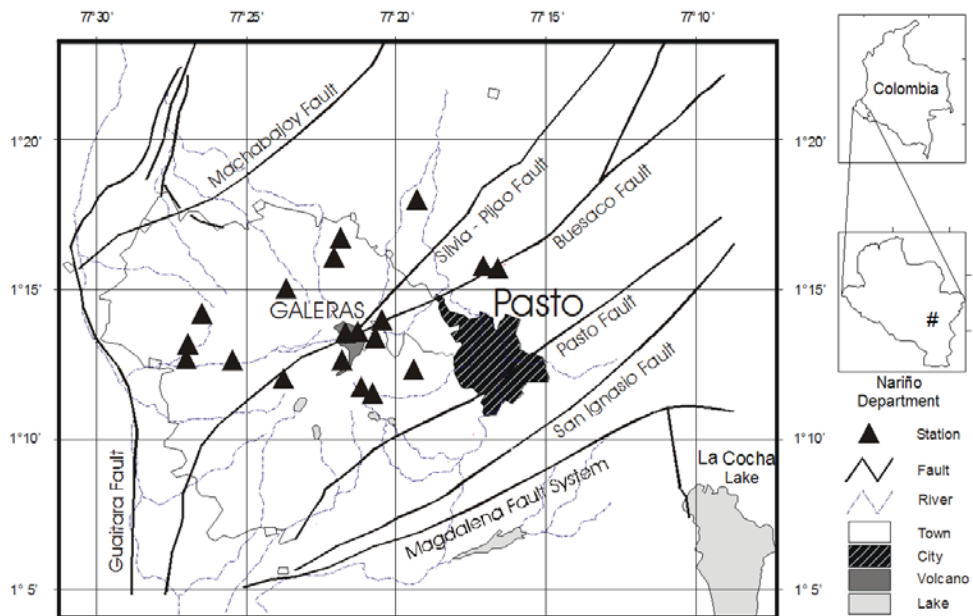 77°30' 77°25' 77°20' 77°15' 77°10'
1°20'
1°15'
1°10'
1° 5'
1°20'
1°15'
1°10'
1° 5'
Machabajoy Fault
Silvia - Pijao Fault
Buesaco Fault
GALERAS
Pasto
Pasto Fault
San Ignasio Fault
Magdalena Fault System
Guaitara Fault
La Cocha
Lake
Colombia
#
Nariño
Department
Station
Fault
River
Town
City
Volcano
Lake